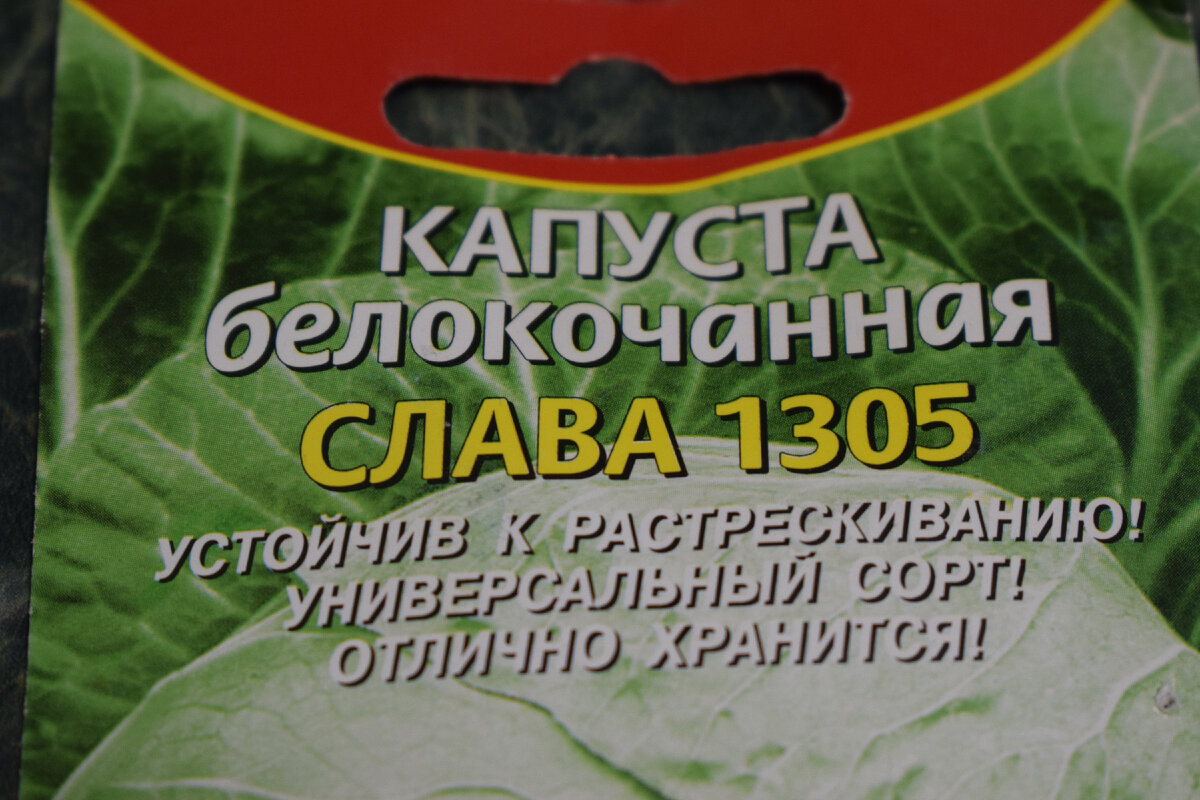 КАПУСТА
белокочанная
СЛАВА 1305
УСТОЙЧИВ К РАСТРЕСКИВАНИЮ!
УНИВЕРСАЛЬНЫЙ СОРТ!
ОТЛИЧНО ХРАНИТСЯ!